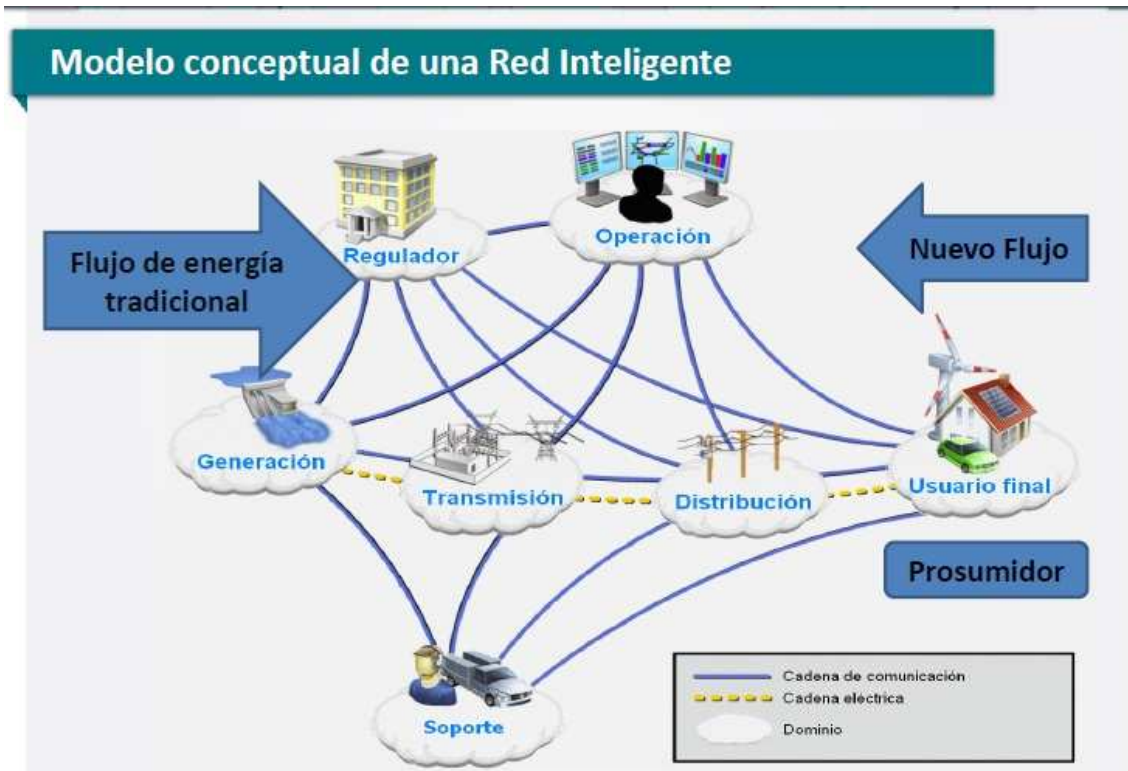 Modelo conceptual de una Red Inteligente
Operación
Regulador
Flujo de energía
tradicional
Nuevo Flujo
Generación
Transmisión
Distribución
Usuario final
Prosumidor
Soporte
Cadena de comunicación
Cadena eléctrica
Dominio